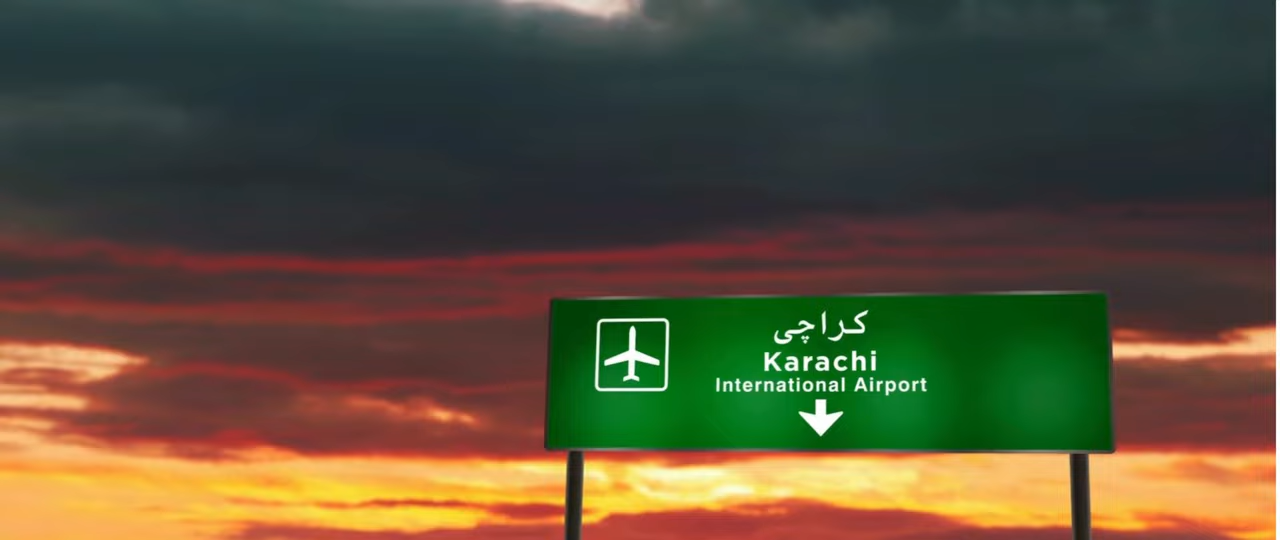 کراچی
Karachi
International Airport